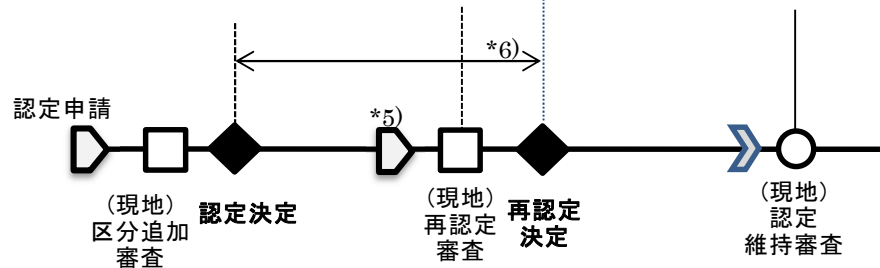 *6)
認定申請
*5)
(現地)
区分追加
審査
認定決定
(現地)
再認定
審査
再認定
決定
(現地)
認定
維持審査